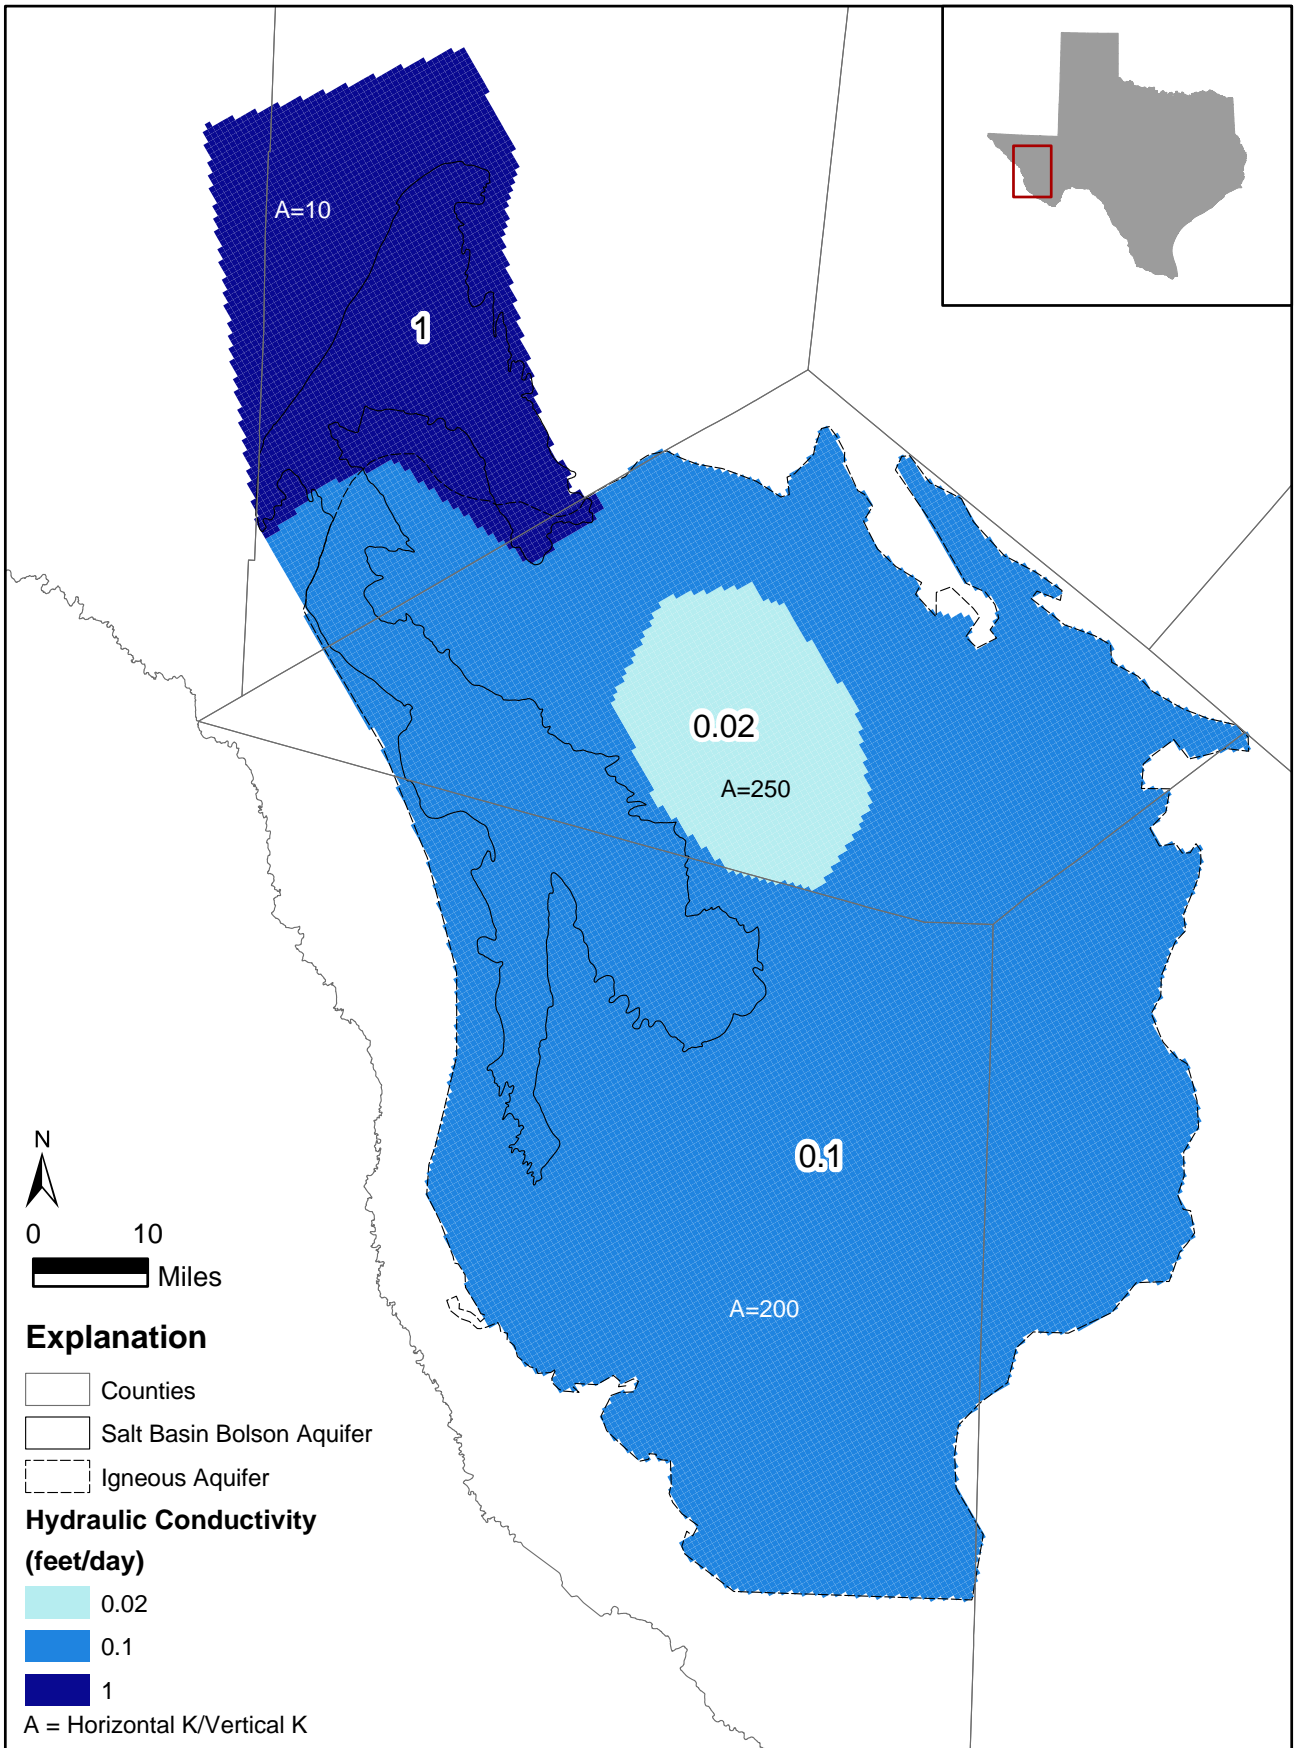 A=10
1
0.02
A=250
0.1
A=200
N
0 10
Miles
Explanation
Counties
Salt Basin Bolson Aquifer
Igneous Aquifer
Hydraulic Conductivity
(feet/day)
0.02
0.1
1
A = Horizontal K/Vertical K